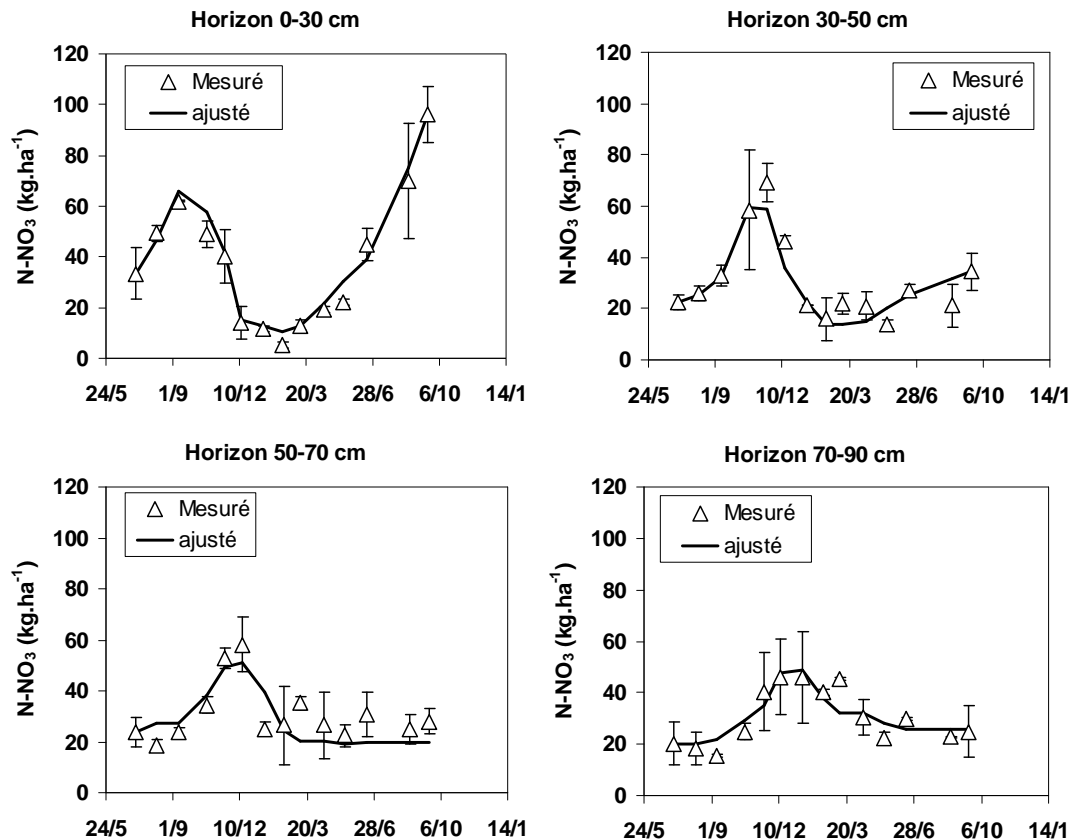 Horizon 0-30 cm
N-NO₃ (kg.ha⁻¹)
120
100
80
60
40
20
0
Mesuré
ajusté
24/5 1/9 10/12 20/3 28/6 6/10 14/1
Horizon 30-50 cm
N-NO₃ (kg.ha⁻¹)
120
100
80
60
40
20
0
Mesuré
ajusté
24/5 1/9 10/12 20/3 28/6 6/10 14/1
Horizon 50-70 cm
N-NO₃ (kg.ha⁻¹)
120
100
80
60
40
20
0
Mesuré
ajusté
24/5 1/9 10/12 20/3 28/6 6/10 14/1
Horizon 70-90 cm
N-NO₃ (kg.ha⁻¹)
120
100
80
60
40
20
0
Mesuré
ajusté
24/5 1/9 10/12 20/3 28/6 6/10 14/1